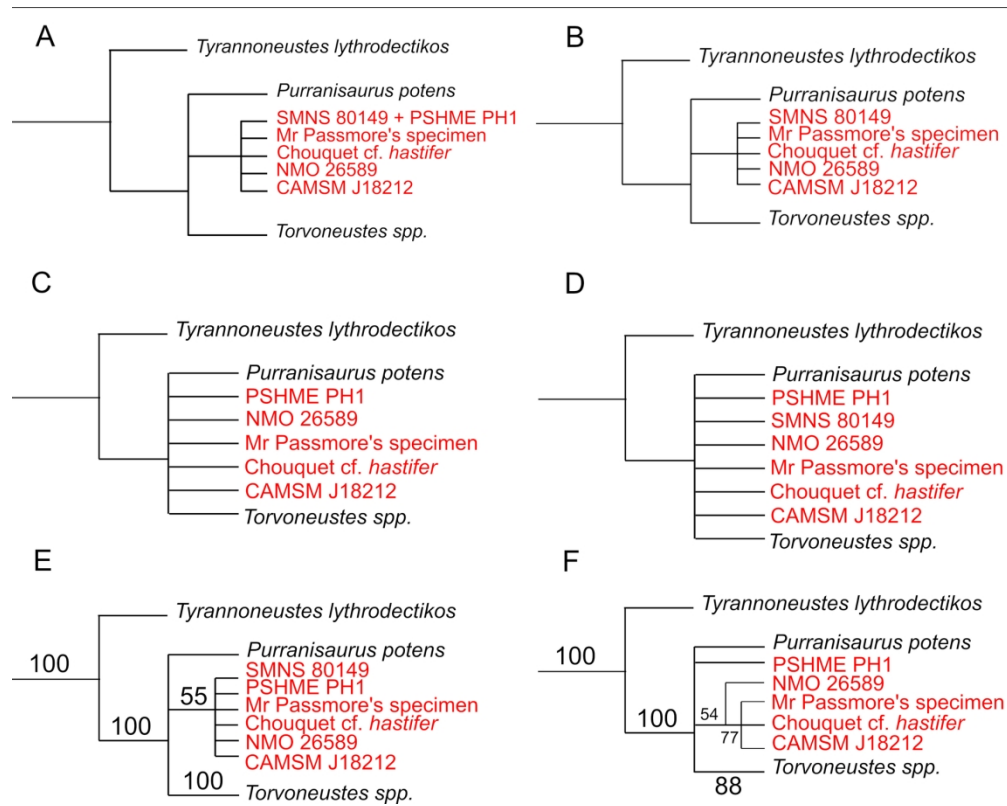 A
Tyrannoneustes lythrodectikos
Purranisaurus potens
SMNS 80149 + PSHME PH1
Mr Passmore's specimen
Chouquet cf. hastifer
NMO 26589
CAMSM J18212
Torvoneustes spp.
B
Tyrannoneustes lythrodectikos
Purranisaurus potens
SMNS 80149
Mr Passmore's specimen
Chouquet cf. hastifer
NMO 26589
CAMSM J18212
Torvoneustes spp.
C
Tyrannoneustes lythrodectikos
Purranisaurus potens
PSHME PH1
NMO 26589
Mr Passmore's specimen
Chouquet cf. hastifer
CAMSM J18212
Torvoneustes spp.
D
Tyrannoneustes lythrodectikos
Purranisaurus potens
PSHME PH1
SMNS 80149
NMO 26589
Mr Passmore's specimen
Chouquet cf. hastifer
CAMSM J18212
Torvoneustes spp.
E
Tyrannoneustes lythrodectikos
100
Purranisaurus potens
SMNS 80149
PSHME PH1
55
Mr Passmore's specimen
Chouquet cf. hastifer
100
NMO 26589
CAMSM J18212
100
Torvoneustes spp.
F
Tyrannoneustes lythrodectikos
100
Purranisaurus potens
PSHME PH1
NMO 26589
Mr Passmore's specimen
54
Chouquet cf. hastifer
100
77
CAMSM J18212
Torvoneustes spp.
88